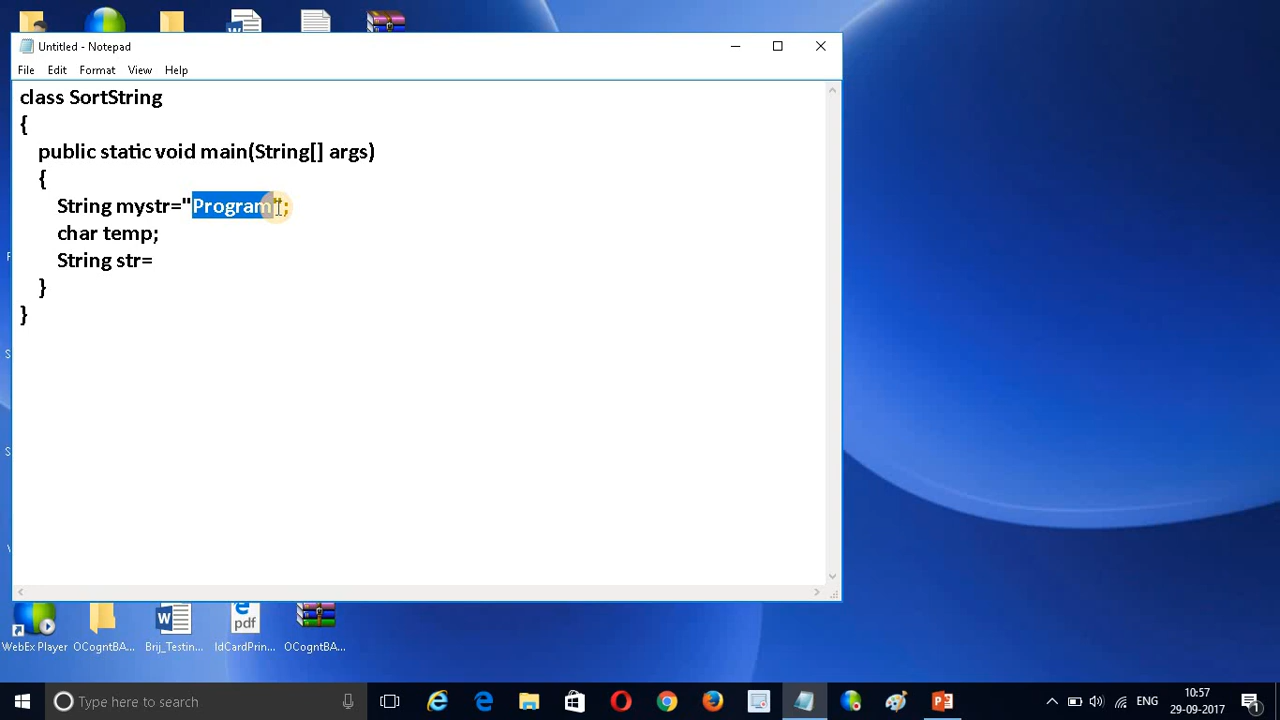 Untitled - Notepad
File Edit Format View Help
class SortString
{
public static void main(String[] args)
{
String mystr="Program";
char temp;
String str=
}
}
WebEx Player OCogntBA... Brij_Testin... IdCardPrin... OCogntBA...
Type here to search
ENG
10:57
29-09-2017